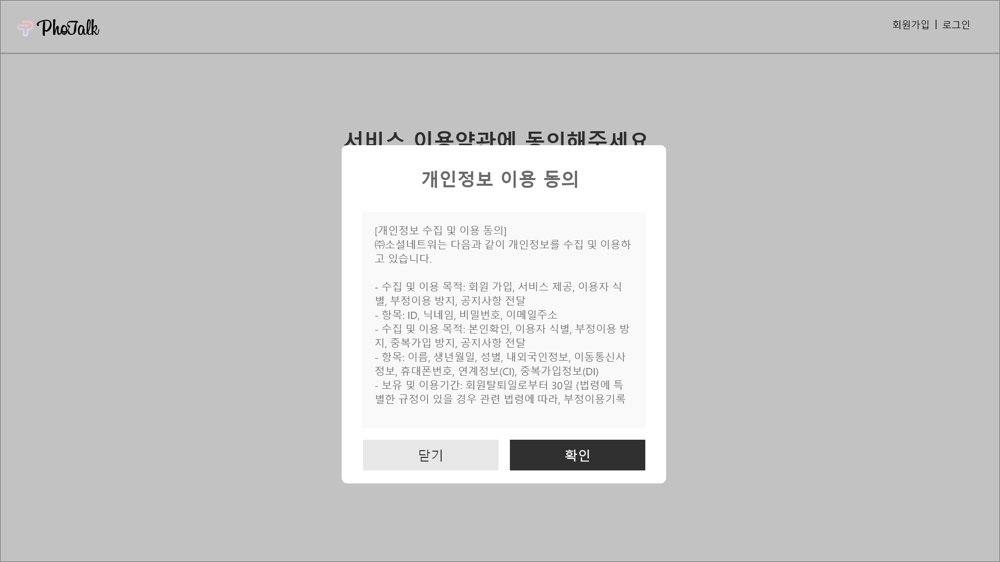 PhoTalk
회원가입 | 로그인
서비스 이용약관에 동의해주세요
개인정보 이용 동의
[개인정보 수집 및 이용 동의]
㈜소셜네트워는 다음과 같이 개인정보를 수집 및 이용하
고 있습니다.
- 수집 및 이용 목적: 회원 가입, 서비스 제공, 이용자 식
별, 부정이용 방지, 공지사항 전달
- 항목: ID, 닉네임, 비밀번호, 이메일주소
- 수집 및 이용 목적: 본인확인, 이용자 식별, 부정이용 방
지, 중복가입 방지, 공지사항 전달
- 항목: 이름, 생년월일, 성별, 내외국인정보, 이동통신사
정보, 휴대폰번호, 연계정보(CI), 중복가입정보(DI)
- 보유 및 이용기간: 회원탈퇴일로부터 30일 (법령에 특
별한 규정이 있을 경우 관련 법령에 따라, 부정이용기록
닫기
확인